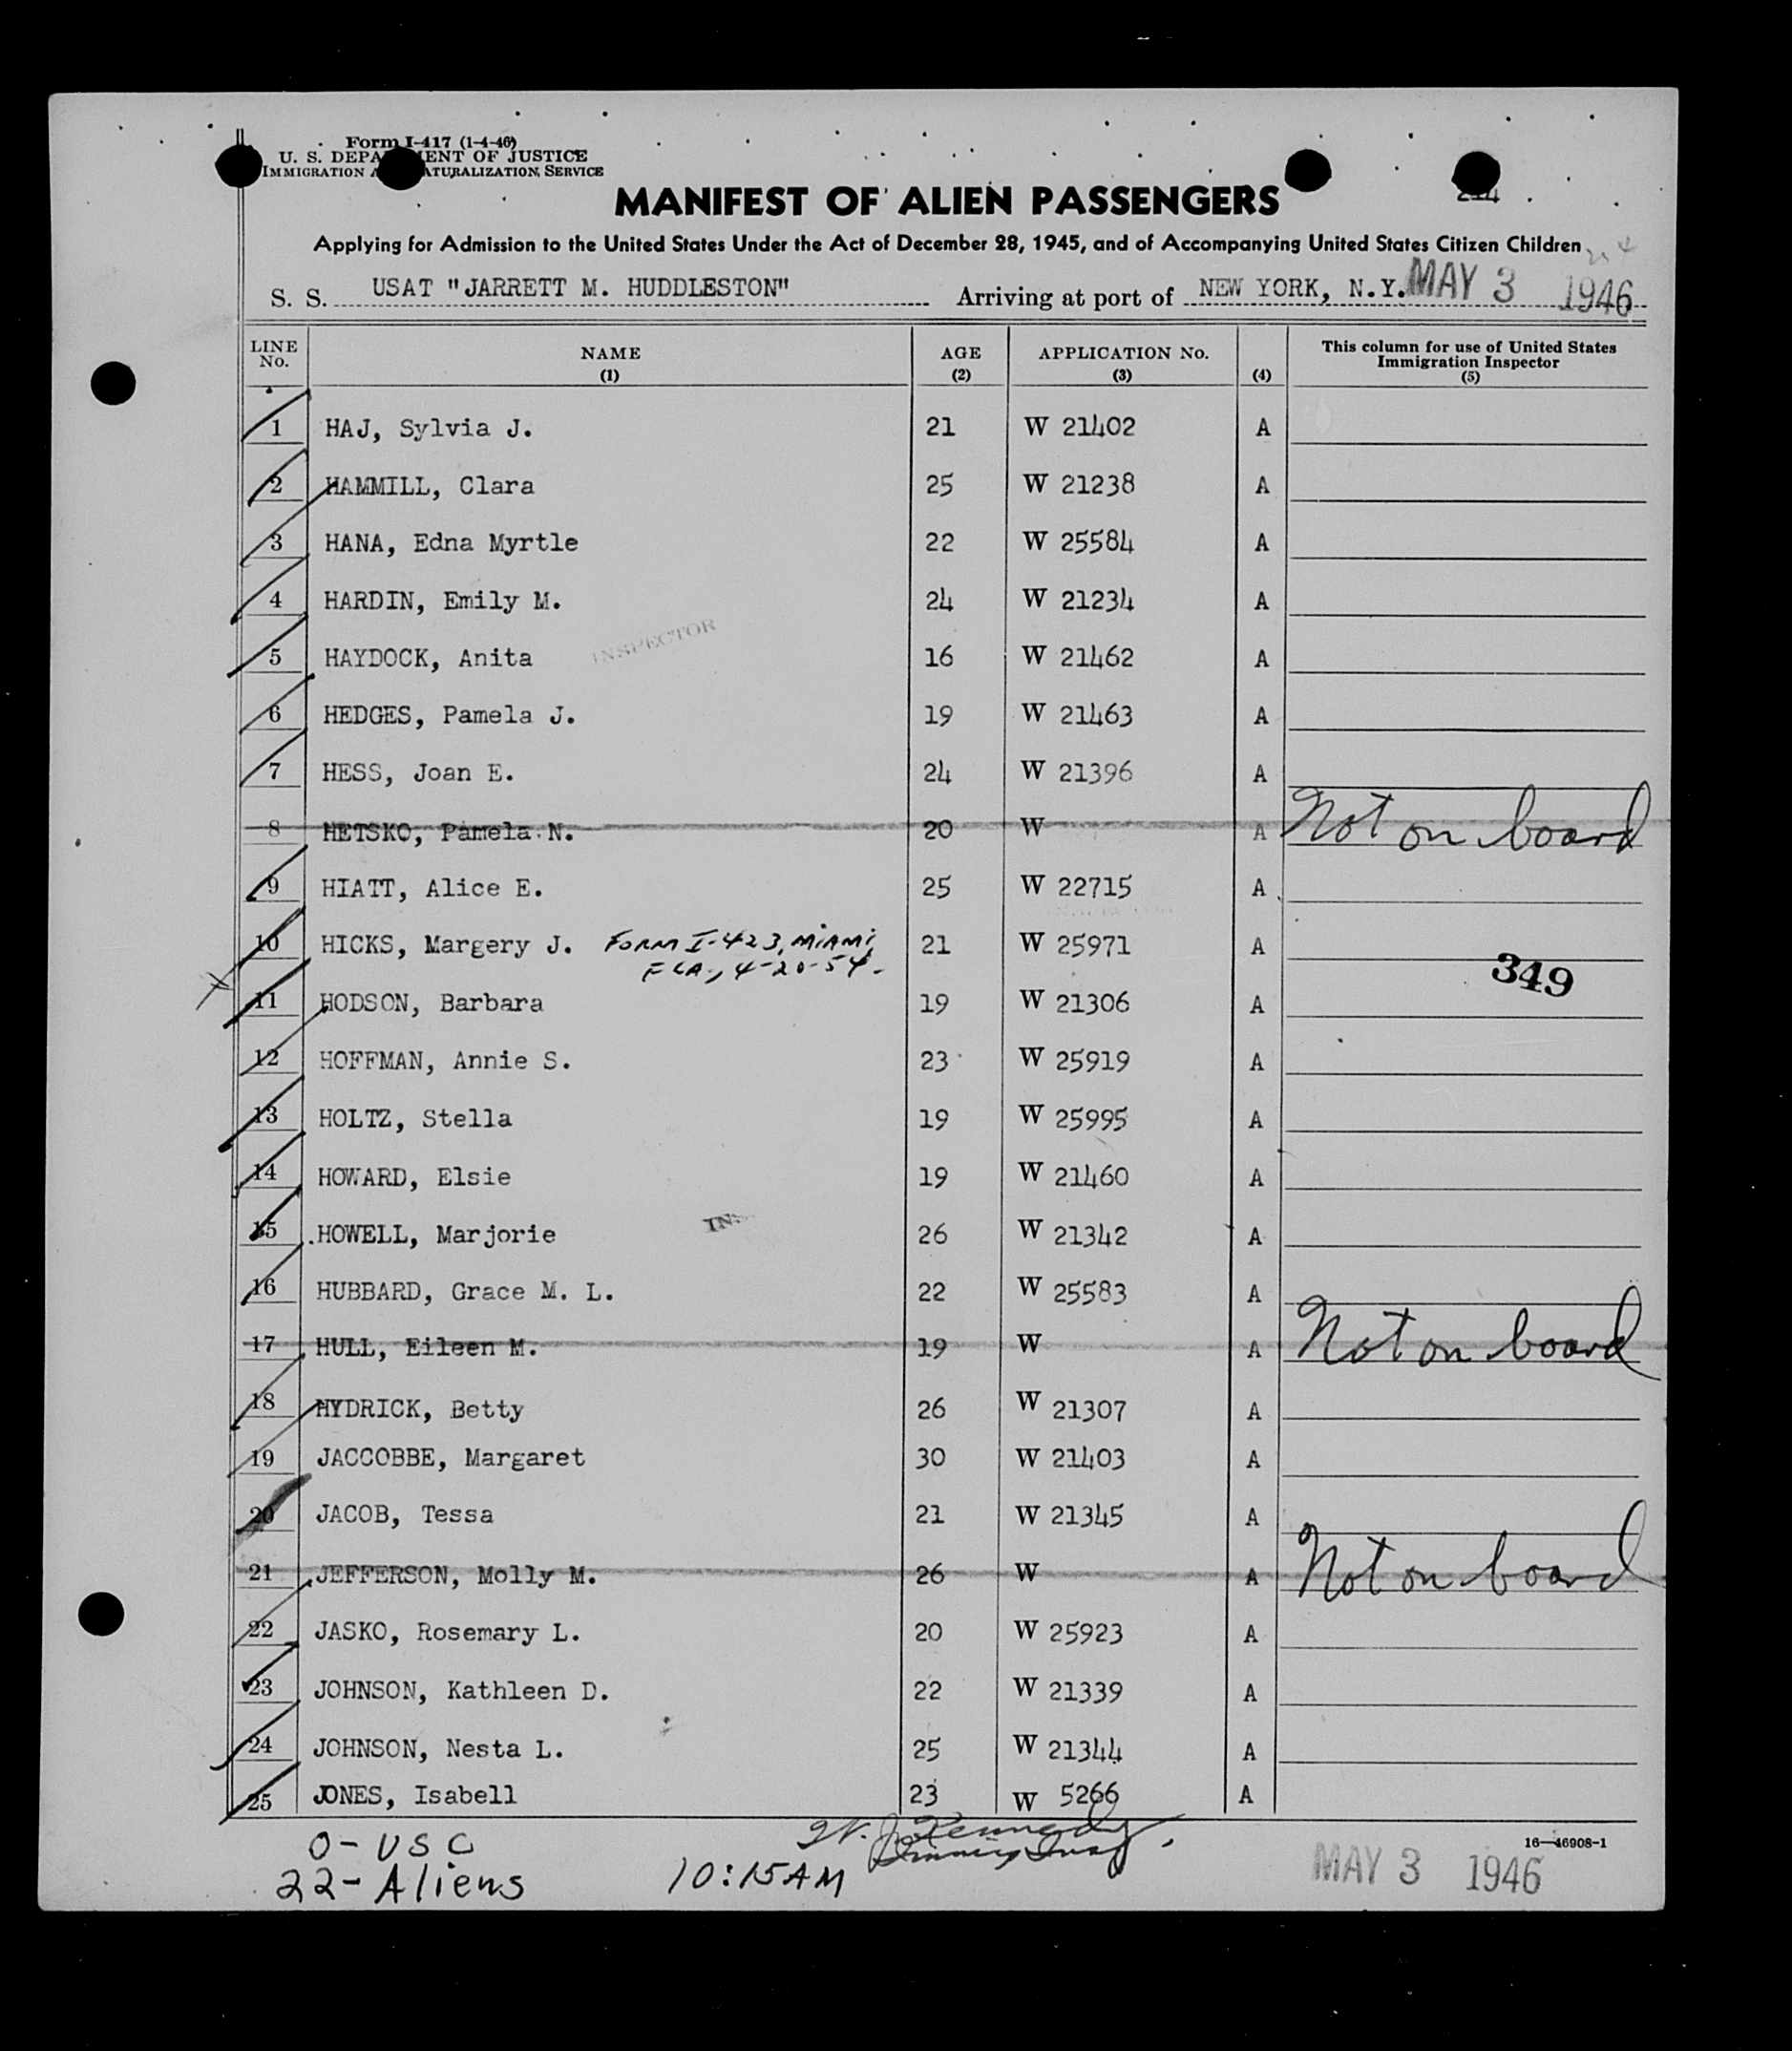 Form I-417 (1-4-46)
U. S. DEPARTMENT OF JUSTICE
IMMIGRATION AND NATURALIZATION SERVICE
MANIFEST OF ALIEN PASSENGERS
Applying for Admission to the United States Under the Act of December 28, 1945, and of Accompanying United States Citizen Children
S. S. USAT "JARRETT M. HUDDLESTON" Arriving at port of NEW YORK, N.Y. MAY 3 1946
LINE No. NAME (1) AGE (2) APPLICATION No. (3) (4) This column for use of United States Immigration Inspector (5)
1 HAJ, Sylvia J. 21 W 21402 A
2 HAMMILL, Clara 25 W 21238 A
3 HANA, Edna Myrtle 22 W 25584 A
4 HARDIN, Emily M. 24 W 21234 A
INSPECTOR
5 HAYDOCK, Anita 16 W 21462 A
6 HEDGES, Pamela J. 19 W 21463 A
7 HESS, Joan E. 24 W 21396 A
8 HETSKO, Pamela N. 20 W A Not on board
9 HIATT, Alice E. 25 W 22715 A
10 HICKS, Margery J. FORM I-423, MIAMI, 21 W 25971 A
FLA., 4-20-54.
349
11 HODSON, Barbara 19 W 21306 A
12 HOFFMAN, Annie S. 23 W 25919 A
13 HOLTZ, Stella 19 W 25995 A
14 HOWARD, Elsie 19 W 21460 A
15 HOWELL, Marjorie 26 W 21342 A
16 HUBBARD, Grace M. L. 22 W 25583 A
17 HULL, Eileen M. 19 W A Not on board
18 HYDRICK, Betty 26 W 21307 A
19 JACCOBBE, Margaret 30 W 21403 A
20 JACOB, Tessa 21 W 21345 A
21 JEFFERSON, Molly M. 26 W A Not on board
22 JASKO, Rosemary L. 20 W 25923 A
23 JOHNSON, Kathleen D. 22 W 21339 A
24 JOHNSON, Nesta L. 25 W 21344 A
25 JONES, Isabell 23 W 5266 A
0-USC
22-Aliens
10:15AM
W. J. Kennedy
16—46908-1
MAY 3 1946